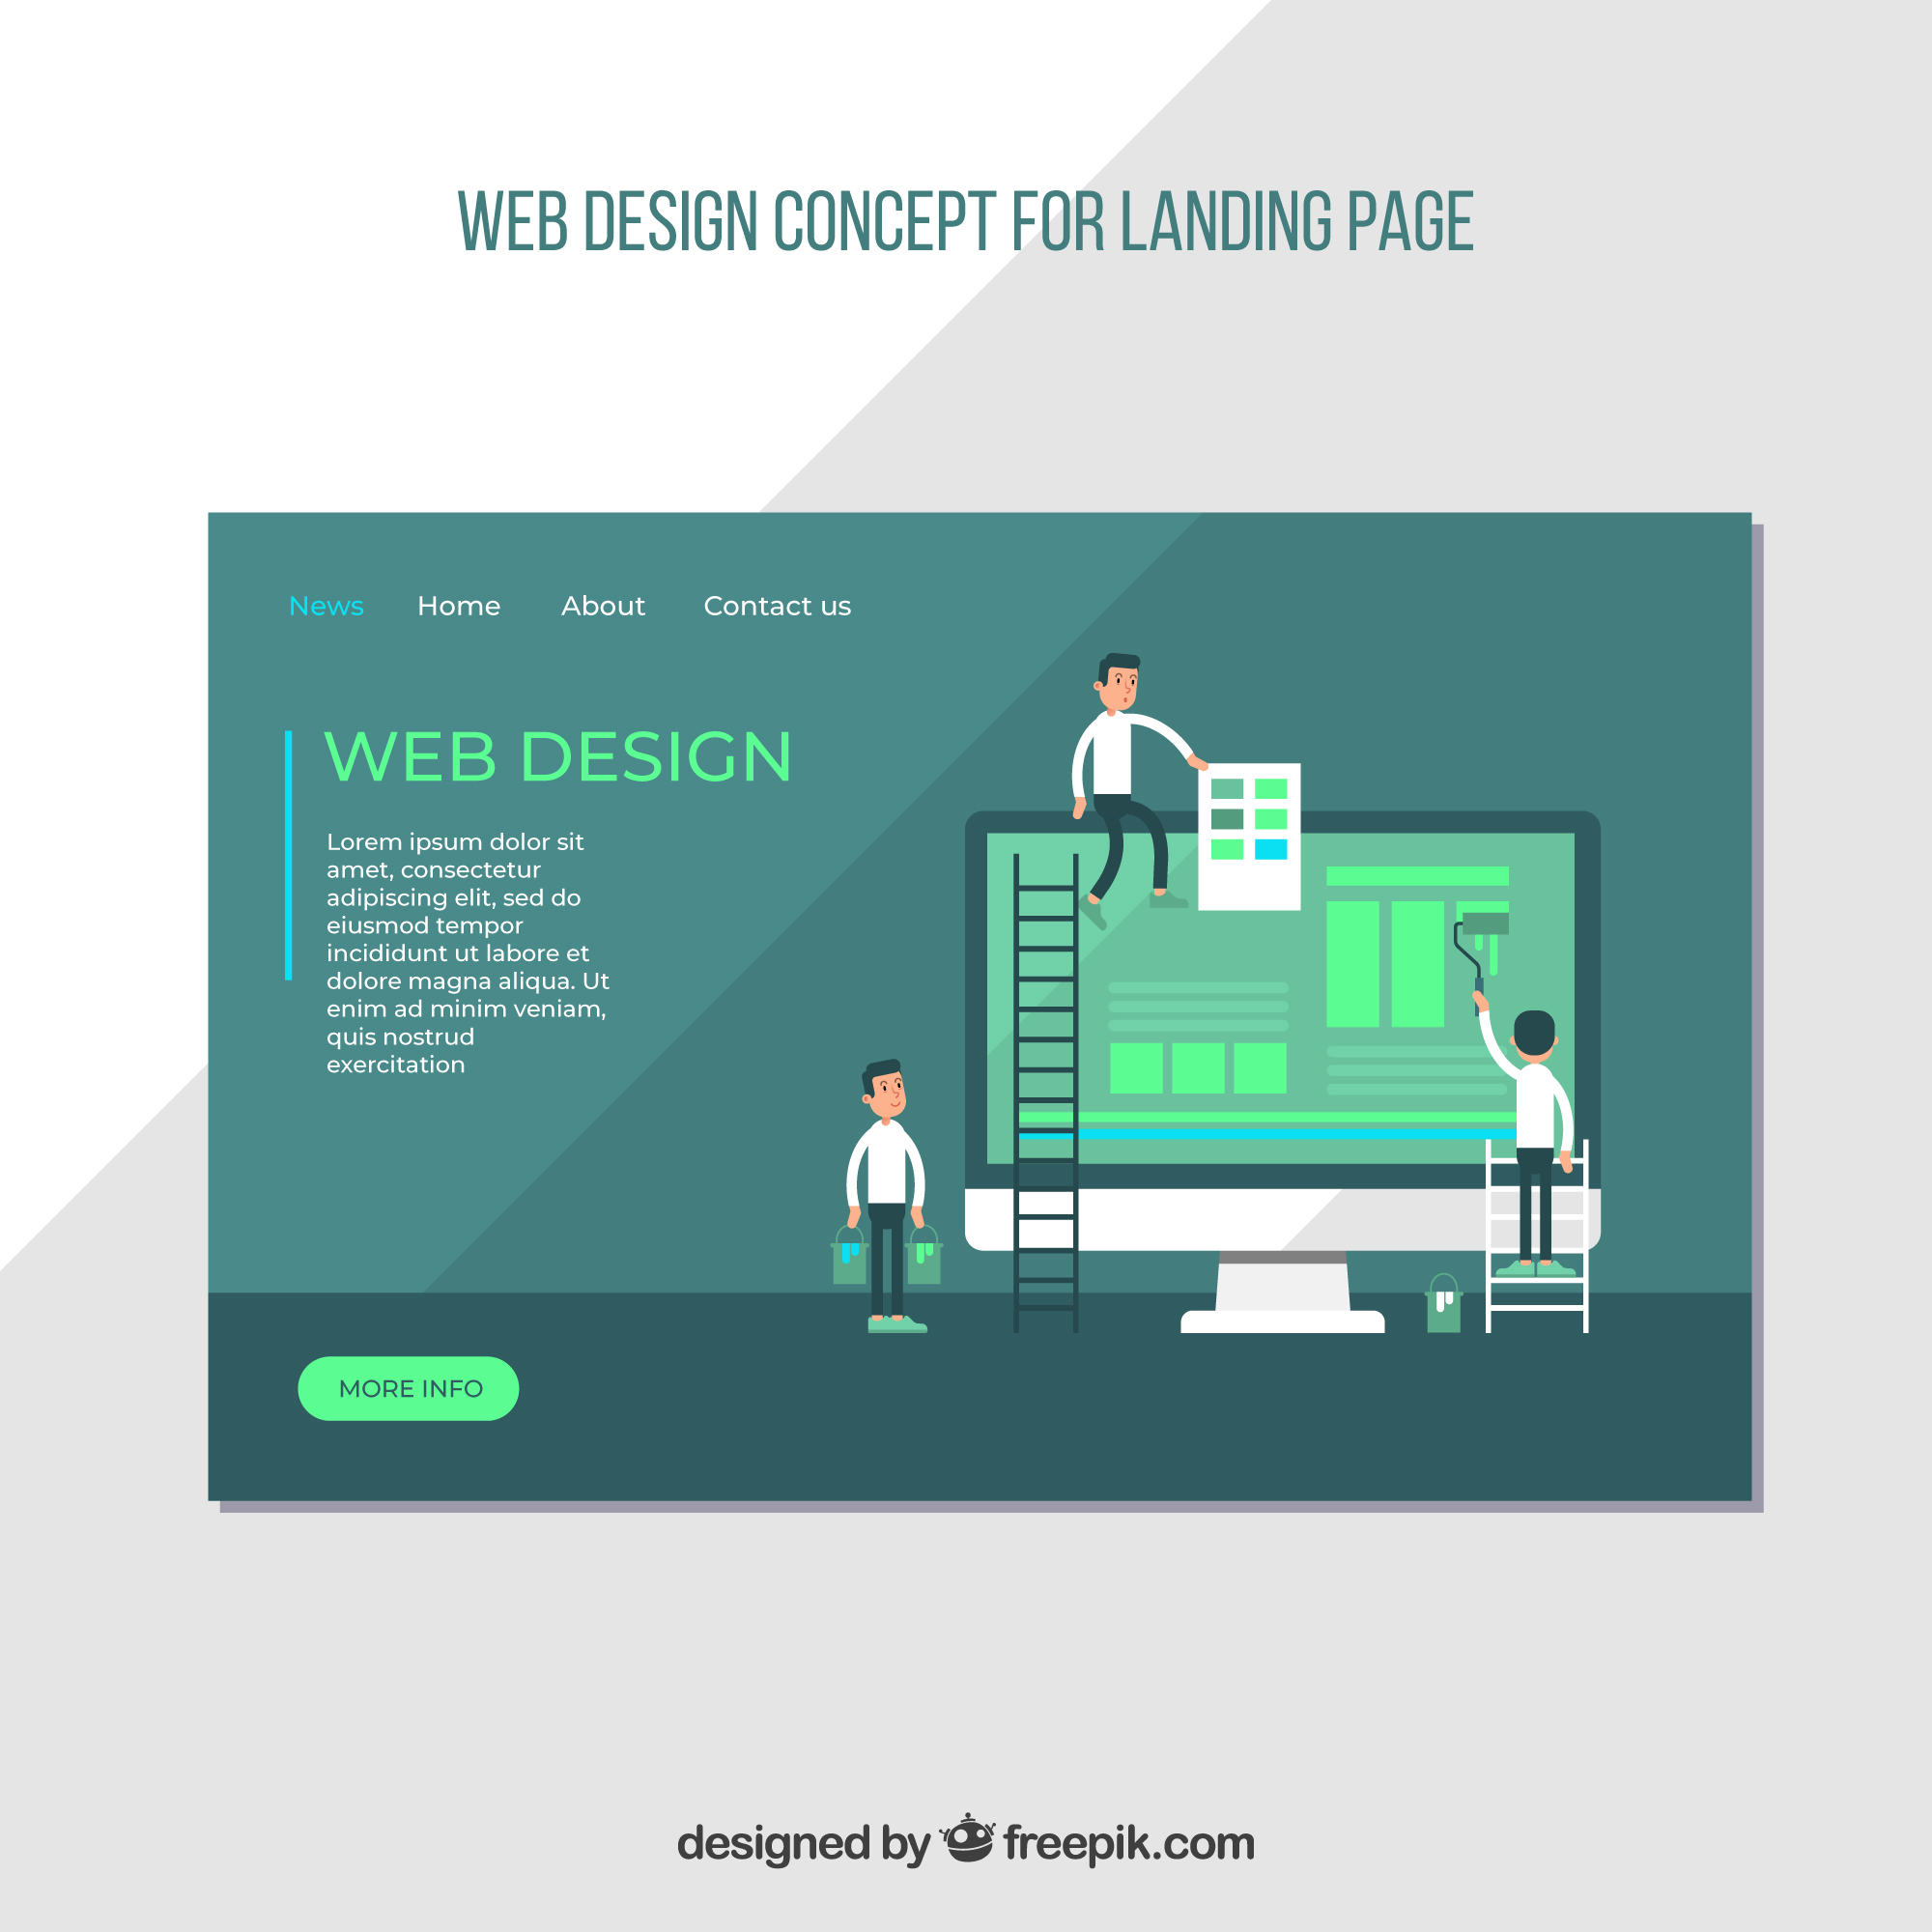 WEB DESIGN CONCEPT FOR LANDING PAGE
News Home About Contact us
WEB DESIGN
Lorem ipsum dolor sit
amet, consectetur
adipiscing elit, sed do
eiusmod tempor
incididunt ut labore et
dolore magna aliqua. Ut
enim ad minim veniam,
quis nostrud
exercitation
MORE INFO
designed by freepik.com